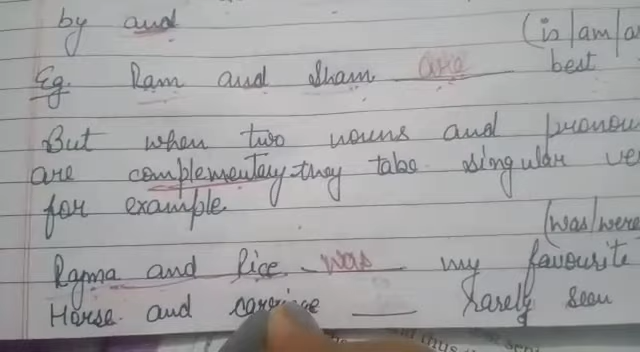 by and (is/am/a
Eg. Ram and Sham are best
But when two nouns and pronou
are complementary they take singular ve
for example
(was/were
Rajma and Rice was my favourite
Horse and carriage ___ rarely seen